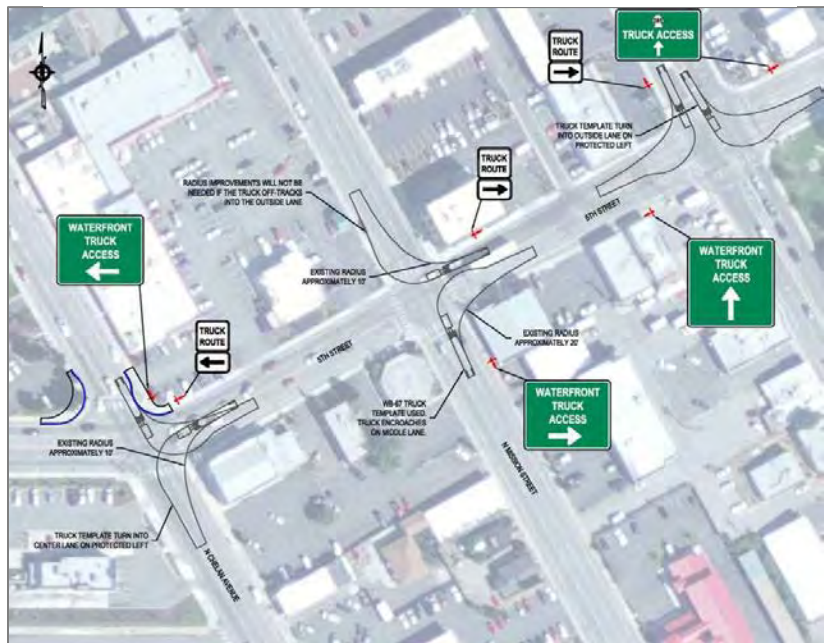 TRUCK
ROUTE
TRUCK ACCESS
TRUCK TEMPLATE TURN
INTO OUTSIDE LANE ON
PROTECTED LEFT
RADIUS IMPROVEMENTS WILL NOT BE
NEEDED IF THE TRUCK OFF-TRACKS
INTO THE OUTSIDE LANE
TRUCK
ROUTE
5TH STREET
WATERFRONT
TRUCK
ACCESS
WATERFRONT
TRUCK
ACCESS
EXISTING RADIUS
APPROXIMATELY 10'
EXISTING RADIUS
APPROXIMATELY 20'
TRUCK
ROUTE
5TH STREET
WB-67 TRUCK
TEMPLATE USED.
TRUCK ENCROACHES
ON MIDDLE LANE.
WATERFRONT
TRUCK
ACCESS
EXISTING RADIUS
APPROXIMATELY 10'
N MISSION STREET
TRUCK TEMPLATE TURN INTO
CENTER LANE ON PROTECTED LEFT
N CHELAN AVENUE